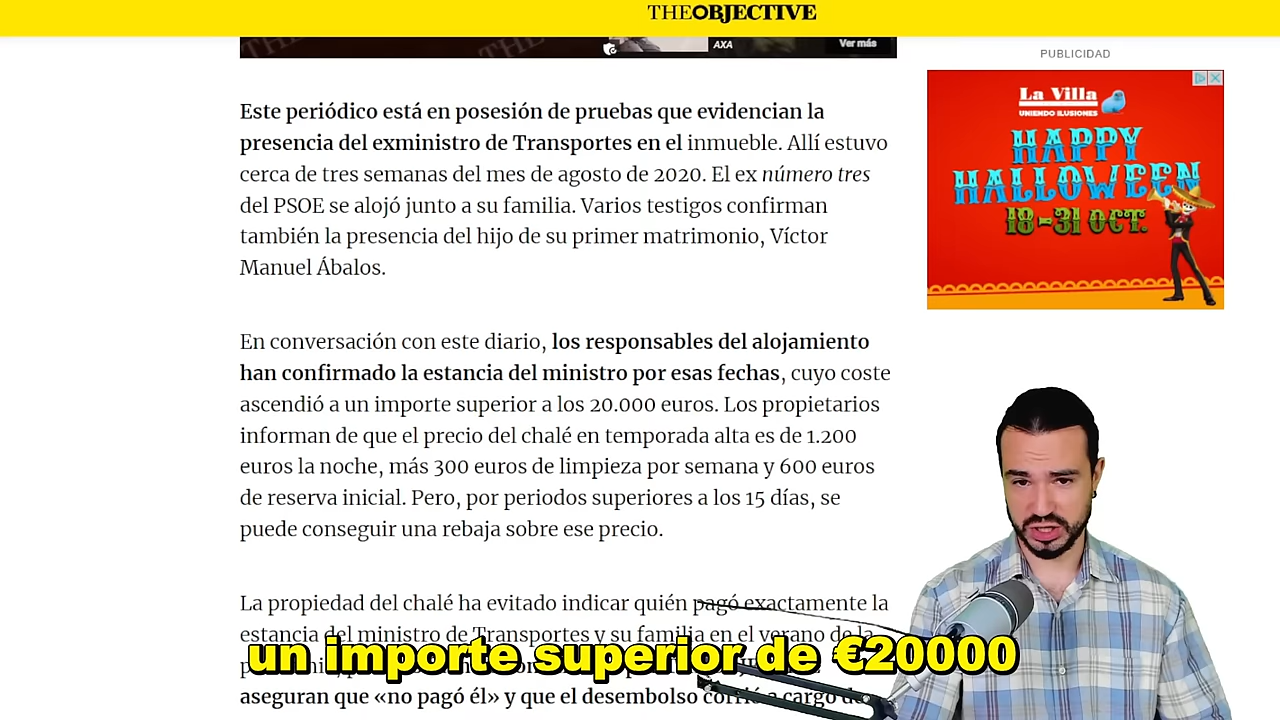 THEOBJECTIVE
AXA
Ver más
PUBLICIDAD
La Villa
UNIENDO ILUSIONES
HAPPY
HALLOWEEN
18-31 OCT.
Este periódico está en posesión de pruebas que evidencian la
presencia del exministro de Transportes en el inmueble. Allí estuvo
cerca de tres semanas del mes de agosto de 2020. El ex número tres
del PSOE se alojó junto a su familia. Varios testigos confirman
también la presencia del hijo de su primer matrimonio, Víctor
Manuel Ábalos.
En conversación con este diario, los responsables del alojamiento
han confirmado la estancia del ministro por esas fechas, cuyo coste
ascendió a un importe superior a los 20.000 euros. Los propietarios
informan de que el precio del chalé en temporada alta es de 1.200
euros la noche, más 300 euros de limpieza por semana y 600 euros
de reserva inicial. Pero, por periodos superiores a los 15 días, se
puede conseguir una rebaja sobre ese precio.
La propiedad del chalé ha evitado indicar quién pagó exactamente la
estancia del ministro de Transportes y su familia en el verano de la
un importe superior de €20000
aseguran que «no pagó él» y que el desembolso corrió a cargo de